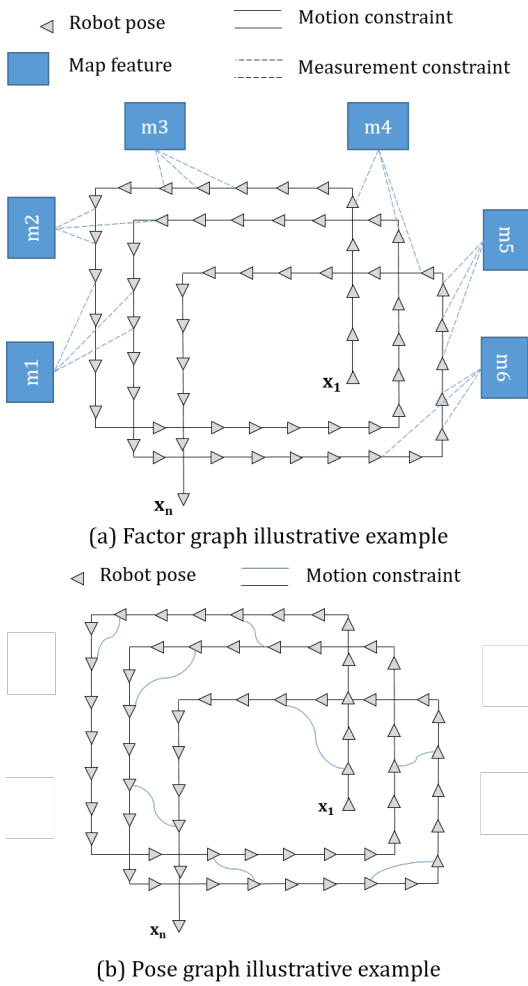 Robot pose
Motion constraint
Map feature
Measurement constraint
m3
m4
m2
m5
m1
m6
x1
xn
(a) Factor graph illustrative example
Robot pose
Motion constraint
x1
xn
(b) Pose graph illustrative example